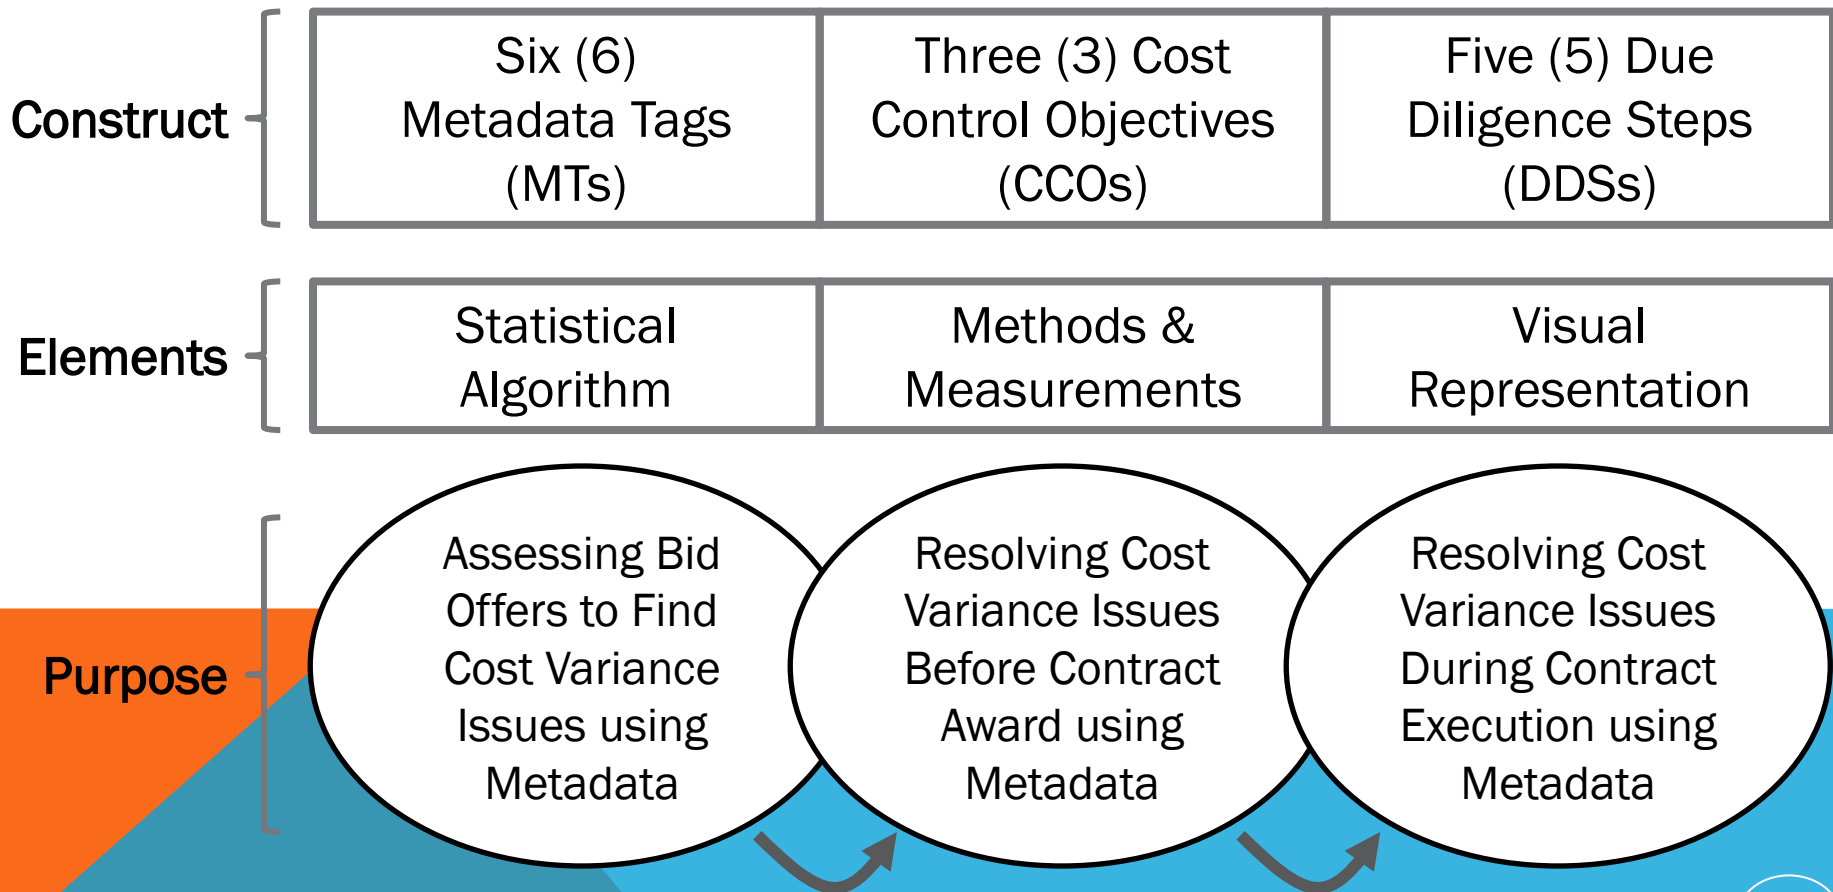 Construct
Six (6)
Metadata Tags
(MTs)
Three (3) Cost
Control Objectives
(CCOs)
Five (5) Due
Diligence Steps
(DDSs)
Elements
Statistical
Algorithm
Methods &
Measurements
Visual
Representation
Purpose
Assessing Bid
Offers to Find
Cost Variance
Issues using
Metadata
Resolving Cost
Variance Issues
Before Contract
Award using
Metadata
Resolving Cost
Variance Issues
During Contract
Execution using
Metadata